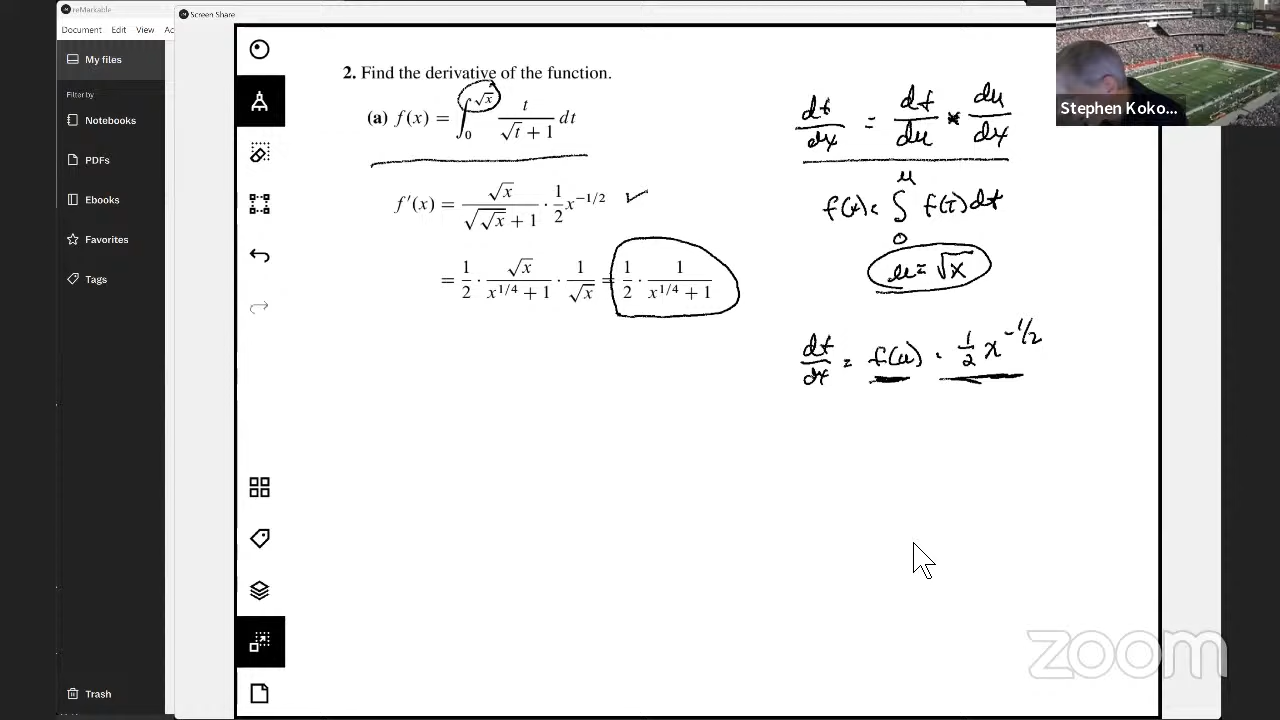 reMarkable
Screen Share
Document Edit View
My files
Filter by
Notebooks
PDFs
Ebooks
Favorites
Tags
Trash
2. Find the derivative of the function.
(a) f(x) = ∫_0^{√x} t/(√t + 1) dt
f′(x) = √x/(√√x + 1) · 1/2 x^{−1/2} ✓
= 1/2 · √x/(x^{1/4} + 1) · 1/√x = 1/2 · 1/(x^{1/4} + 1)
df/dx = df/du * du/dx
f(x) = ∫_0^u f(t) dt
u = √x
df/dx = f(u) · 1/2 x^{−1/2}
Stephen Koko...
zoom